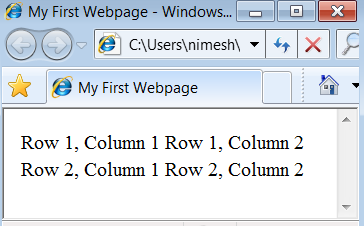 My First Webpage - Windows...
C:\Users\nimesh\
My First Webpage
Row 1, Column 1 Row 1, Column 2
Row 2, Column 1 Row 2, Column 2